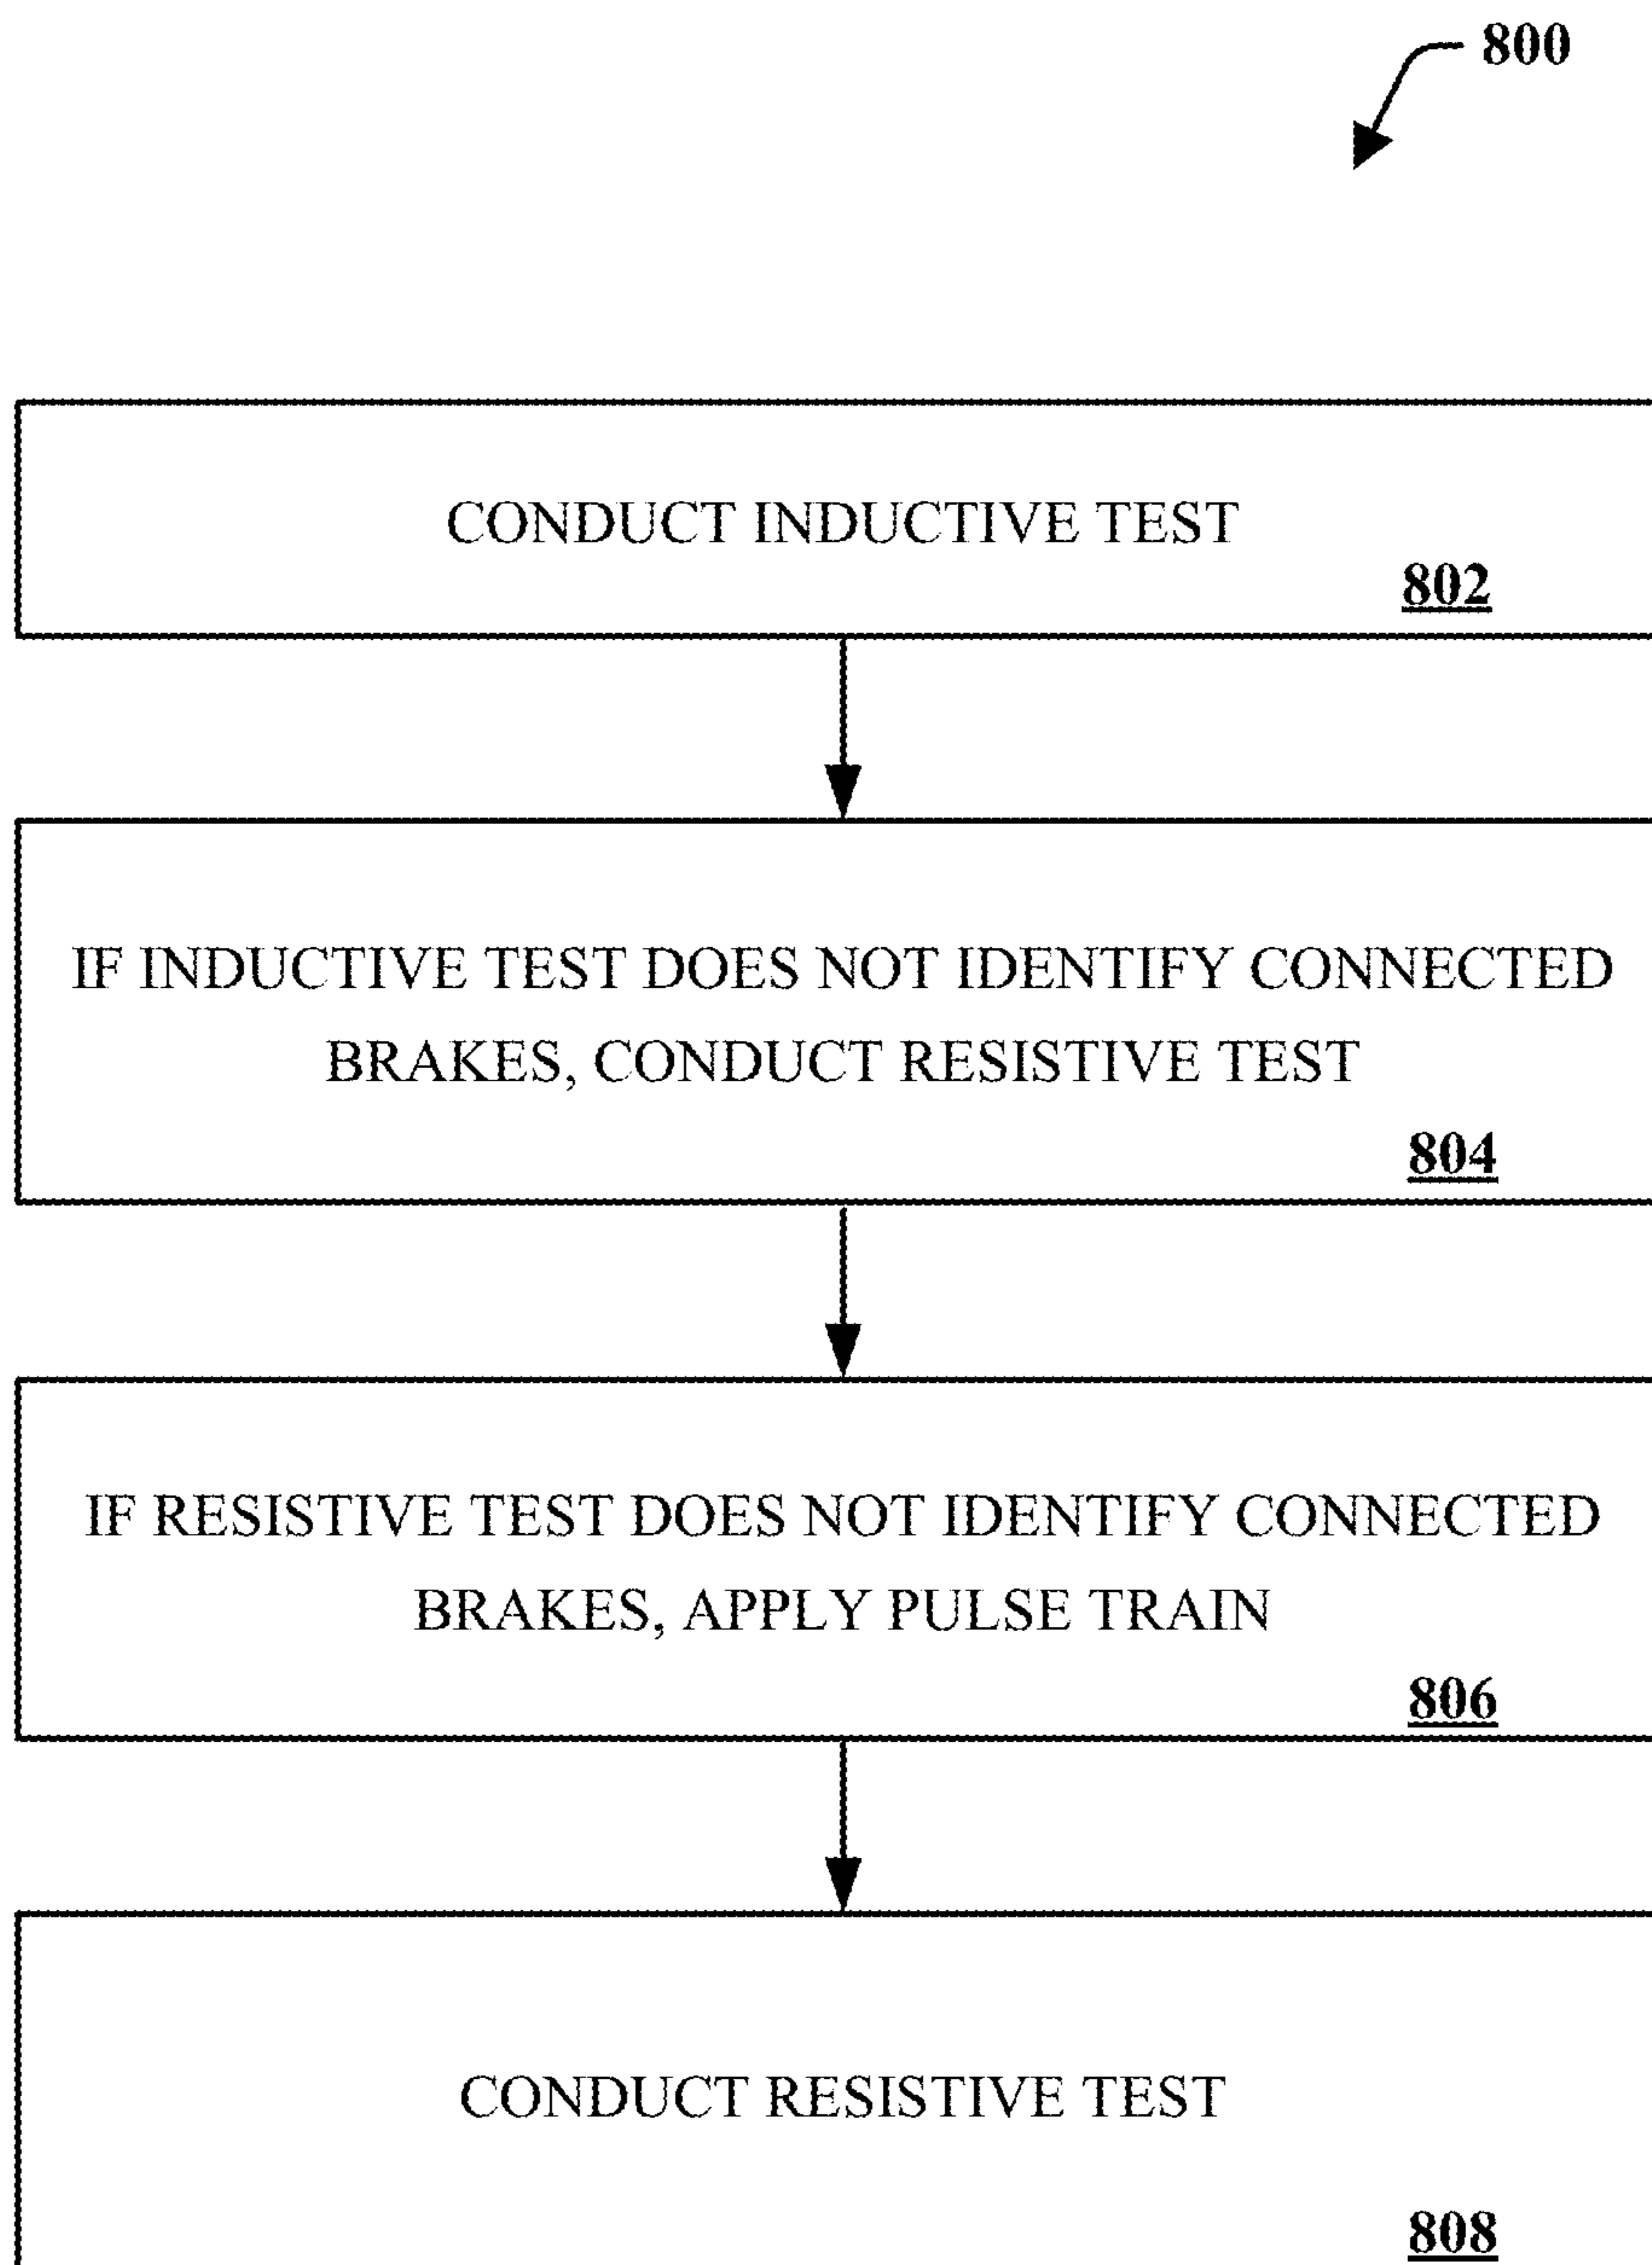 800
CONDUCT INDUCTIVE TEST
802
IF INDUCTIVE TEST DOES NOT IDENTIFY CONNECTED
BRAKES, CONDUCT RESISTIVE TEST
804
IF RESISTIVE TEST DOES NOT IDENTIFY CONNECTED
BRAKES, APPLY PULSE TRAIN
806
CONDUCT RESISTIVE TEST
808